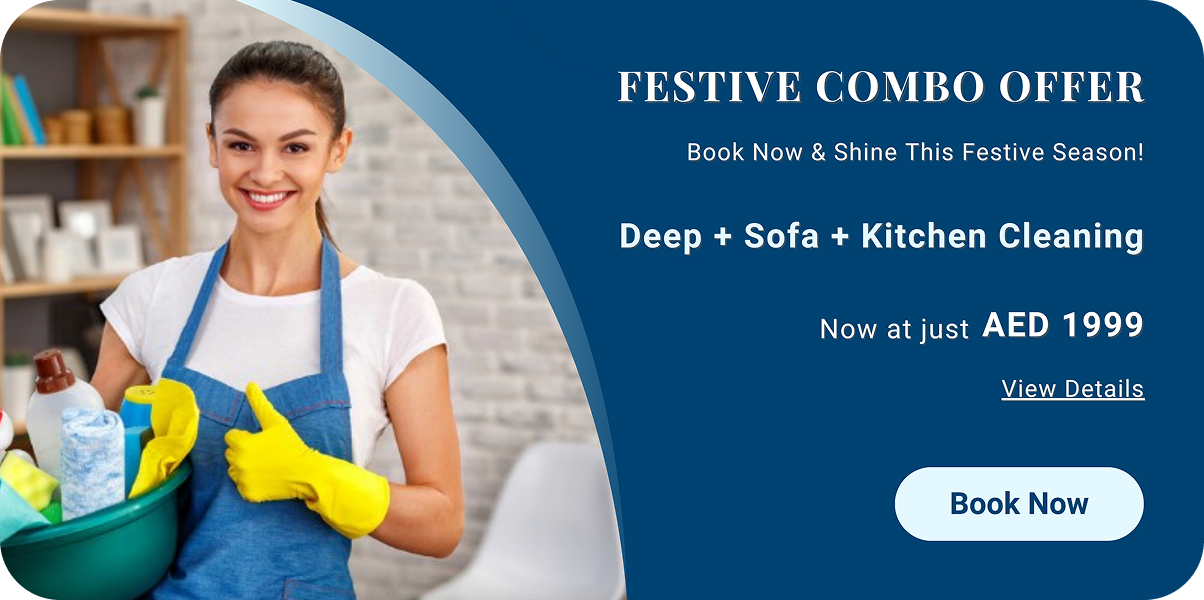 FESTIVE COMBO OFFER
Book Now & Shine This Festive Season!
Deep + Sofa + Kitchen Cleaning
Now at just AED 1999
View Details
Book Now